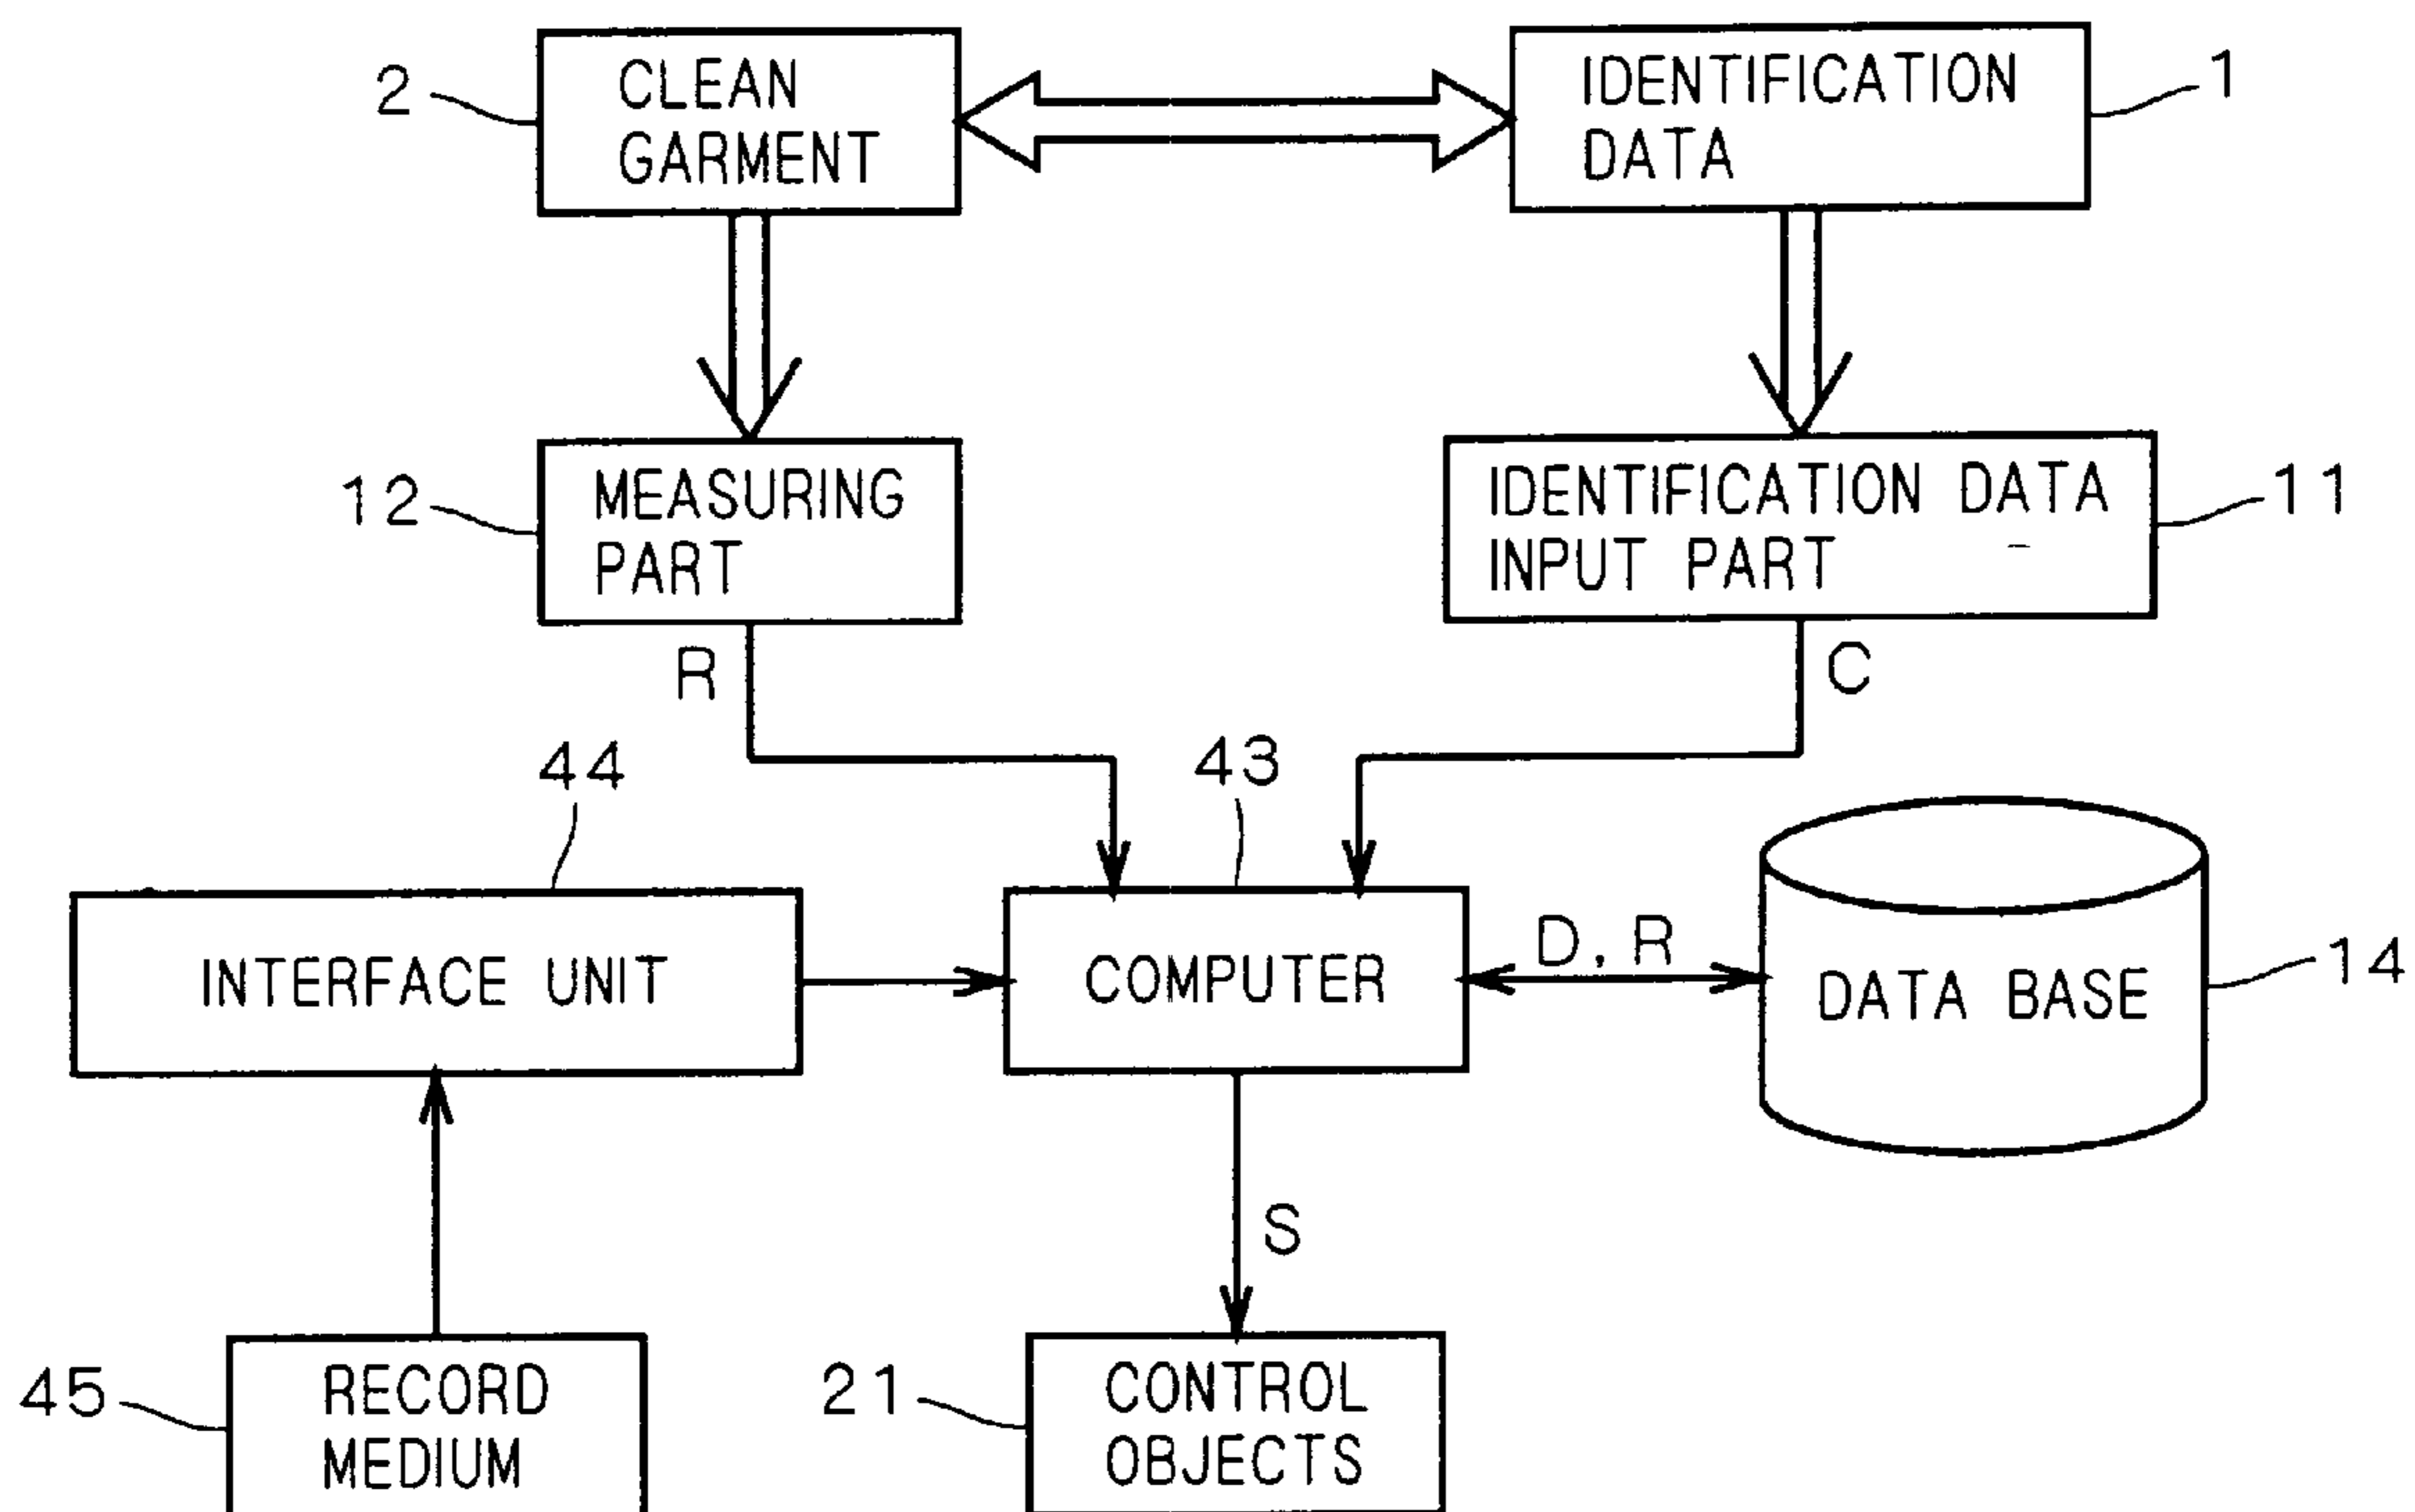 2
CLEAN
GARMENT
IDENTIFICATION
DATA
1
12
MEASURING
PART
IDENTIFICATION DATA
INPUT PART
11
R
C
44
43
INTERFACE UNIT
COMPUTER
D, R
DATA BASE
14
S
45
RECORD
MEDIUM
21
CONTROL
OBJECTS